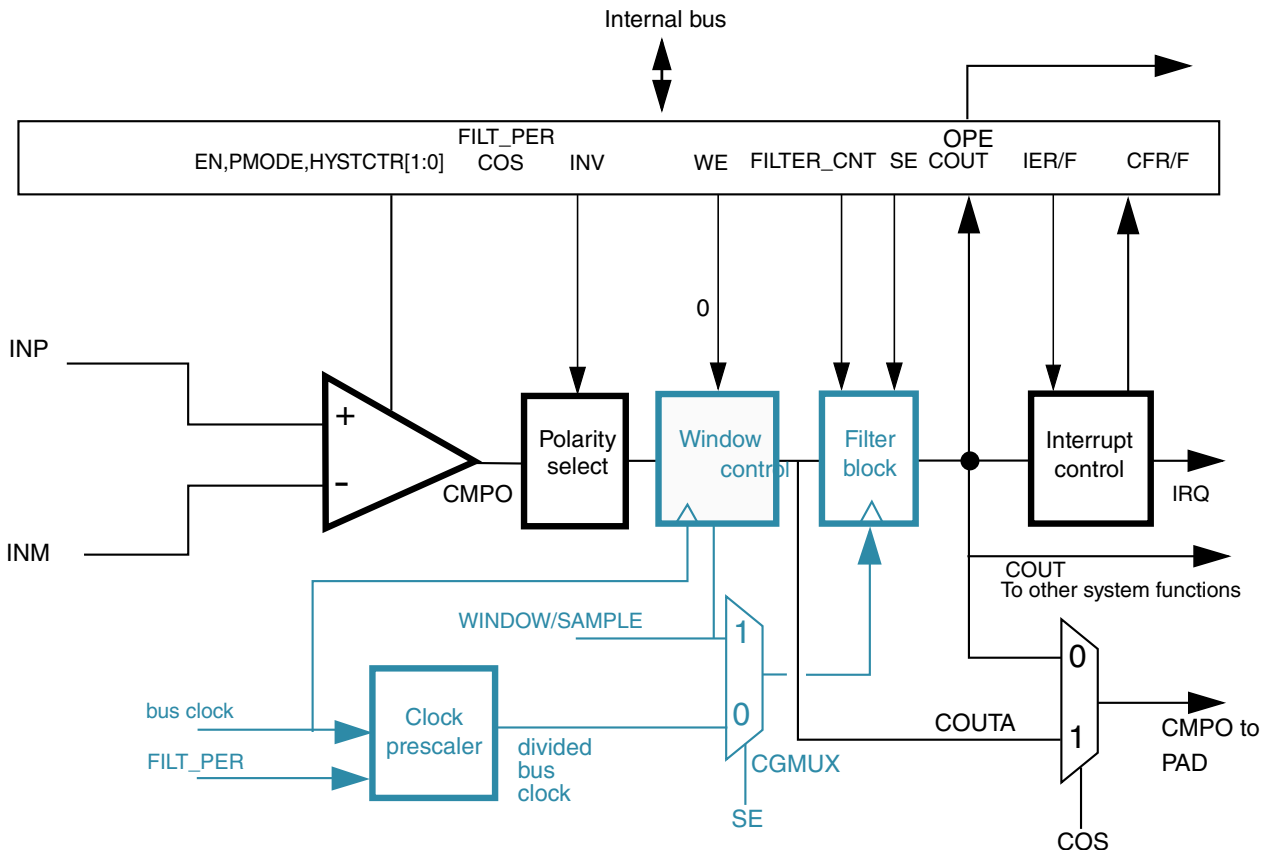 Internal bus
FILT_PER
OPE
EN,PMODE,HYSTCTR[1:0]
COS
INV
WE
FILTER_CNT
SE
COUT
IER/F
CFR/F
0
INP
+
-
INM
CMPO
Polarity
select
Window
control
Filter
block
Interrupt
control
IRQ
COUT
To other system functions
WINDOW/SAMPLE
1
0
CGMUX
SE
bus clock
FILT_PER
Clock
prescaler
divided
bus
clock
COUTA
0
1
CMPO to
PAD
COS